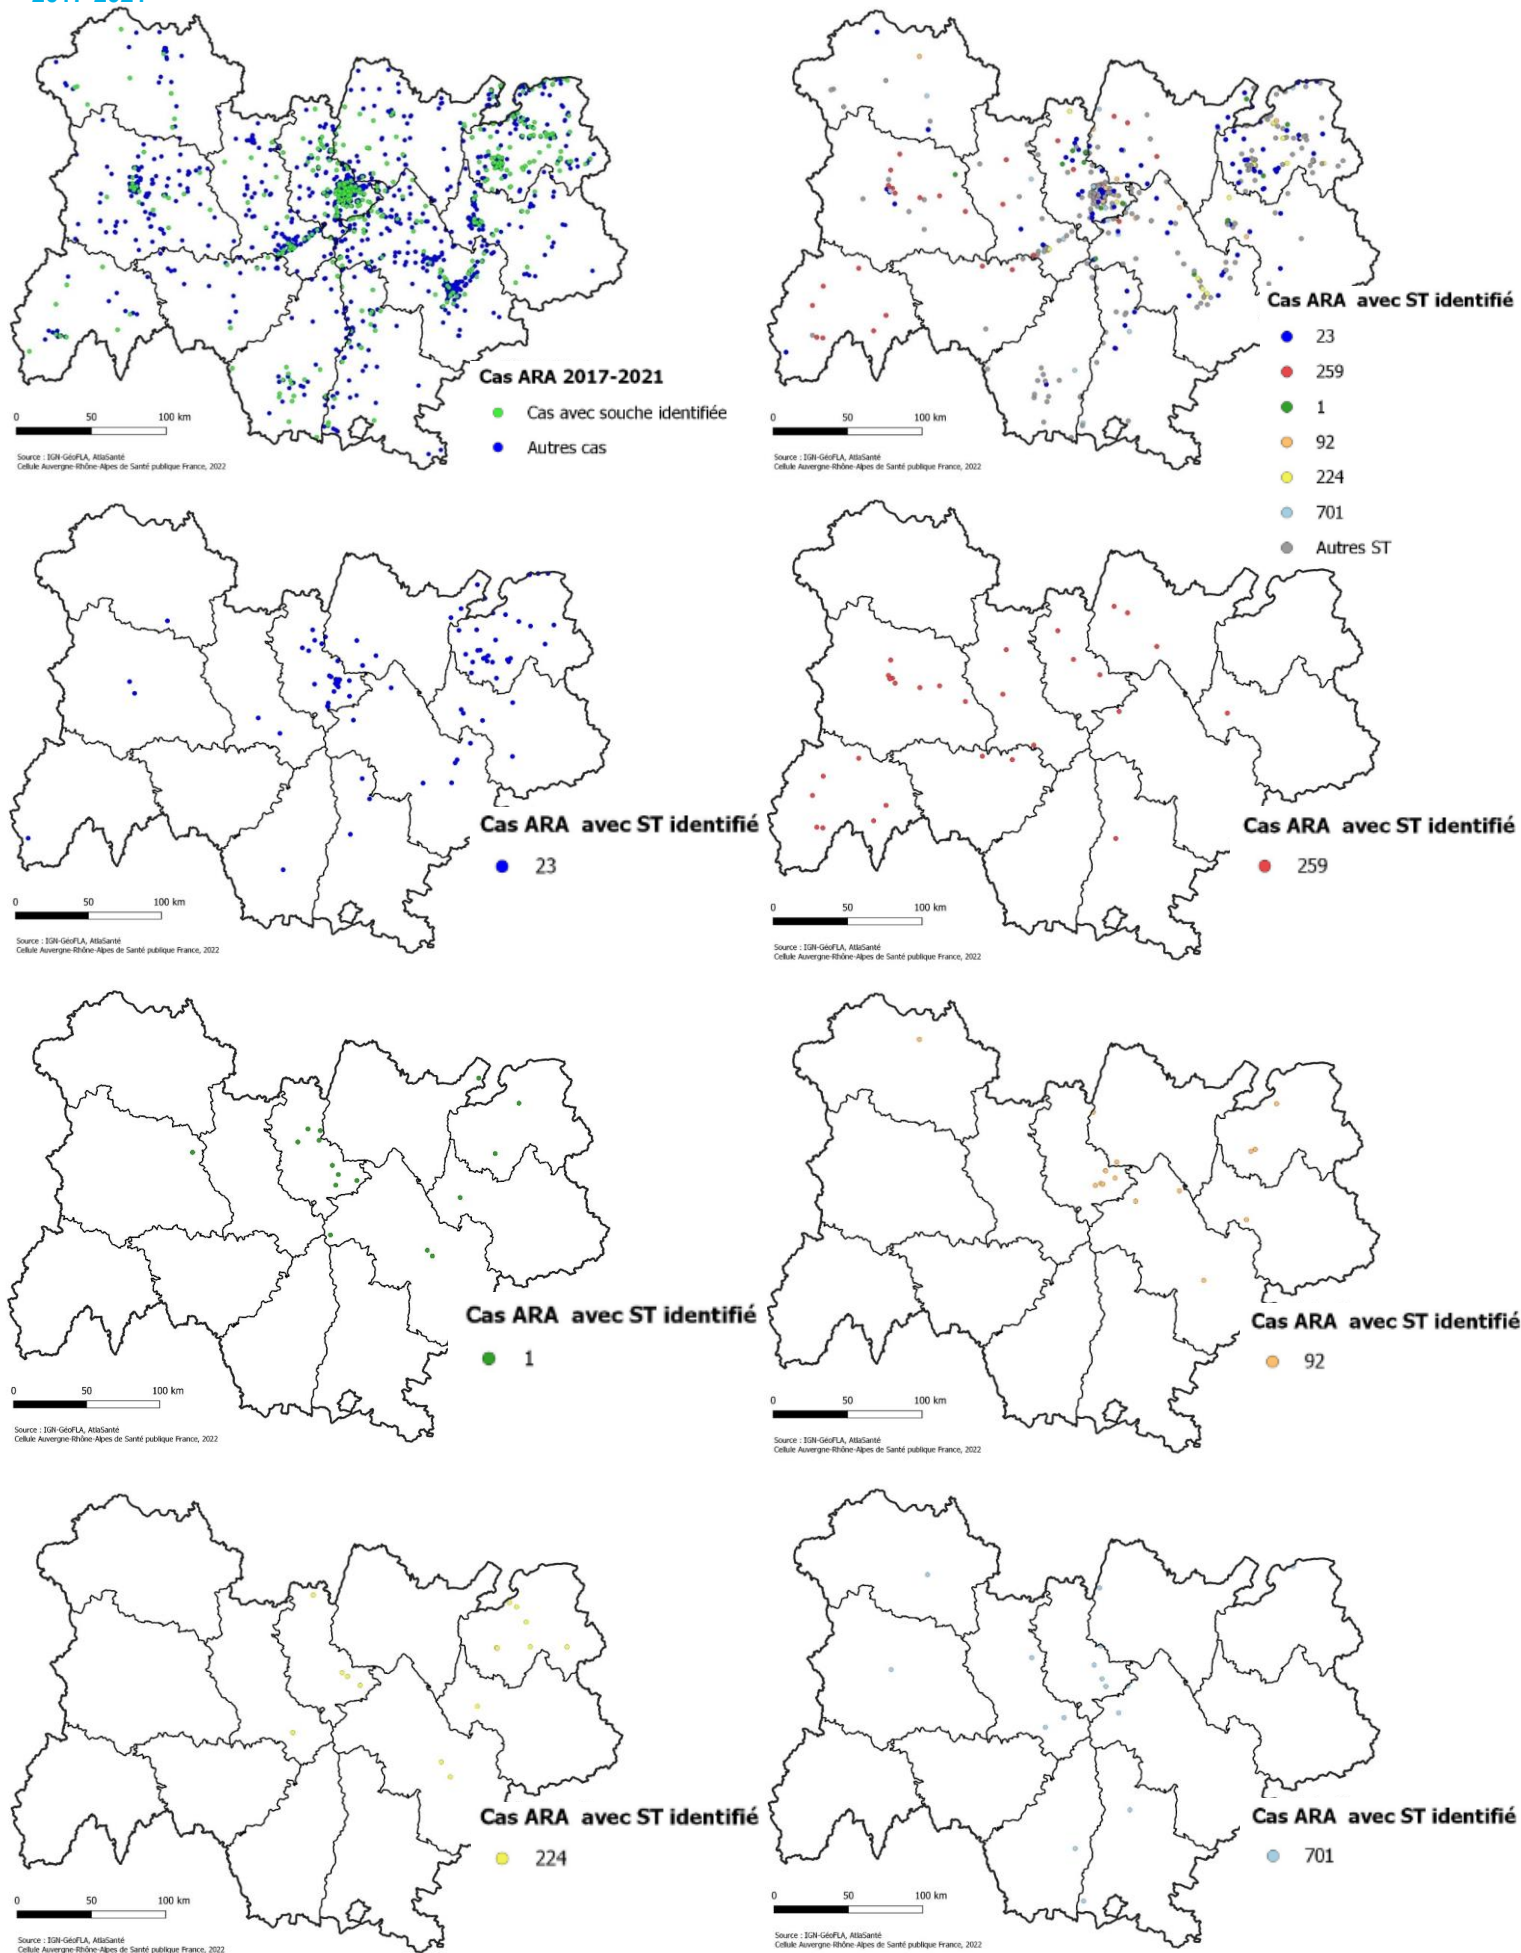 2017-2021
Cas ARA 2017-2021
Cas avec souche identifiée
Autres cas
0 50 100 km
Source : IGN-GéoFLA, AtlaSanté
Cellule Auvergne-Rhône-Alpes de Santé publique France, 2022
Cas ARA avec ST identifié
23
259
1
92
224
701
Autres ST
0 50 100 km
Source : IGN-GéoFLA, AtlaSanté
Cellule Auvergne-Rhône-Alpes de Santé publique France, 2022
Cas ARA avec ST identifié
23
0 50 100 km
Source : IGN-GéoFLA, AtlaSanté
Cellule Auvergne-Rhône-Alpes de Santé publique France, 2022
Cas ARA avec ST identifié
259
0 50 100 km
Source : IGN-GéoFLA, AtlaSanté
Cellule Auvergne-Rhône-Alpes de Santé publique France, 2022
Cas ARA avec ST identifié
1
0 50 100 km
Source : IGN-GéoFLA, AtlaSanté
Cellule Auvergne-Rhône-Alpes de Santé publique France, 2022
Cas ARA avec ST identifié
92
0 50 100 km
Source : IGN-GéoFLA, AtlaSanté
Cellule Auvergne-Rhône-Alpes de Santé publique France, 2022
Cas ARA avec ST identifié
224
0 50 100 km
Source : IGN-GéoFLA, AtlaSanté
Cellule Auvergne-Rhône-Alpes de Santé publique France, 2022
Cas ARA avec ST identifié
701
0 50 100 km
Source : IGN-GéoFLA, AtlaSanté
Cellule Auvergne-Rhône-Alpes de Santé publique France, 2022